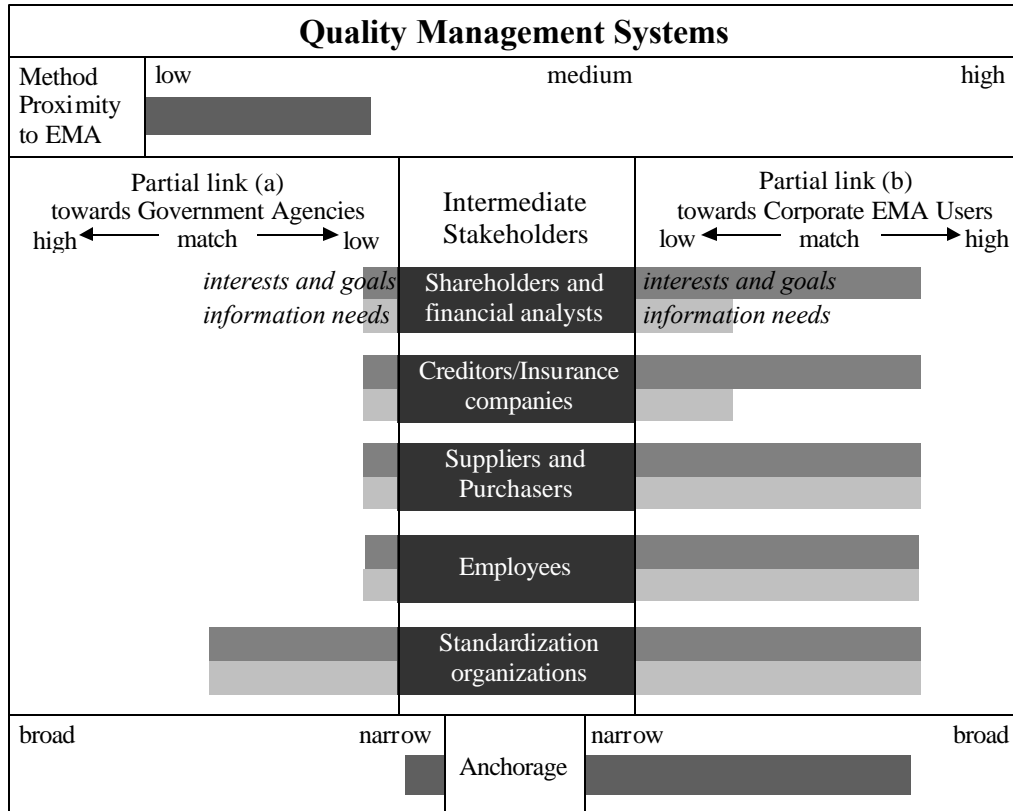 Quality Management Systems
Method
Proximity
to EMA
low medium high
Partial link (a)
towards Government Agencies
high match low
Intermediate
Stakeholders
Partial link (b)
towards Corporate EMA Users
low match high
interests and goals
information needs
Shareholders and
financial analysts
interests and goals
information needs
Creditors/Insurance
companies
Suppliers and
Purchasers
Employees
Standardization
organizations
broad narrow
Anchorage
narrow broad